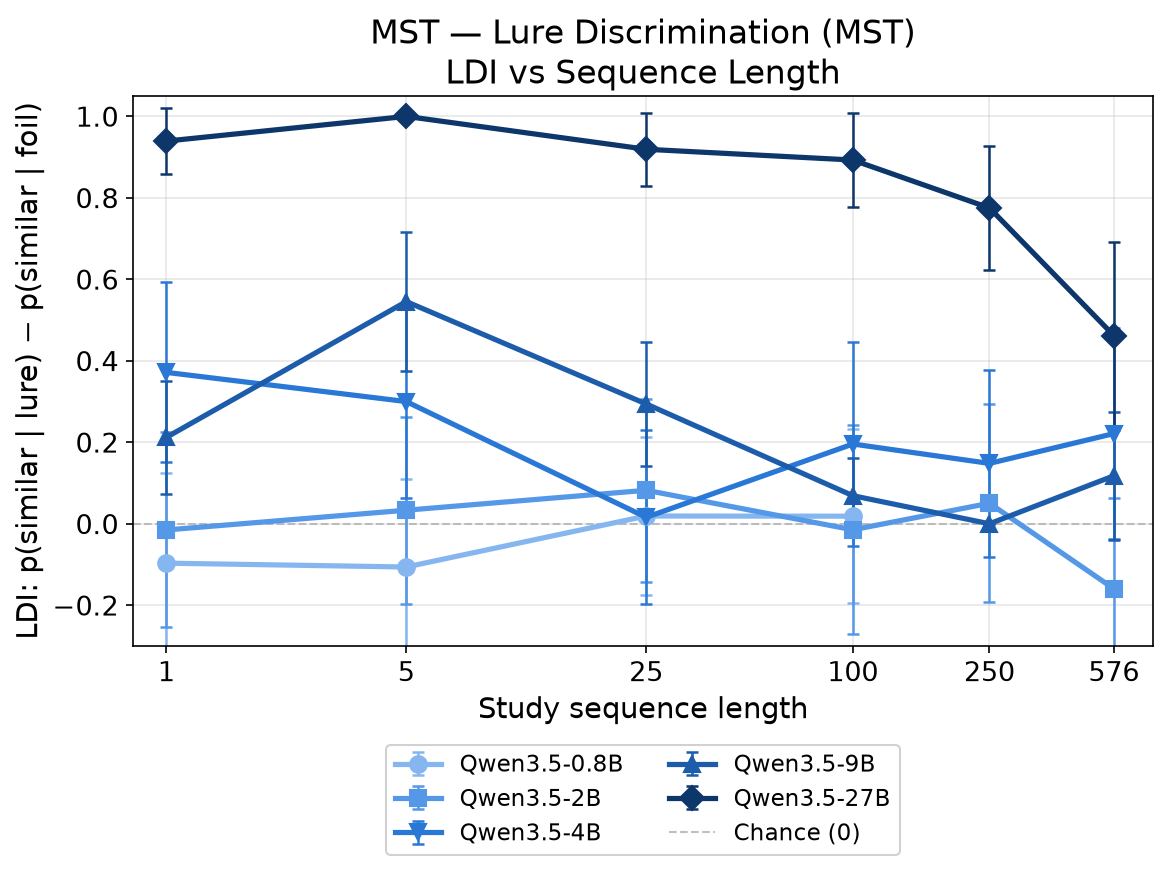 MST — Lure Discrimination (MST)
LDI vs Sequence Length
LDI: p(similar | lure) − p(similar | foil)
1.0
0.8
0.6
0.4
0.2
0.0
−0.2
1 5 25 100 250 576
Study sequence length
Qwen3.5-0.8B
Qwen3.5-2B
Qwen3.5-4B
Qwen3.5-9B
Qwen3.5-27B
Chance (0)